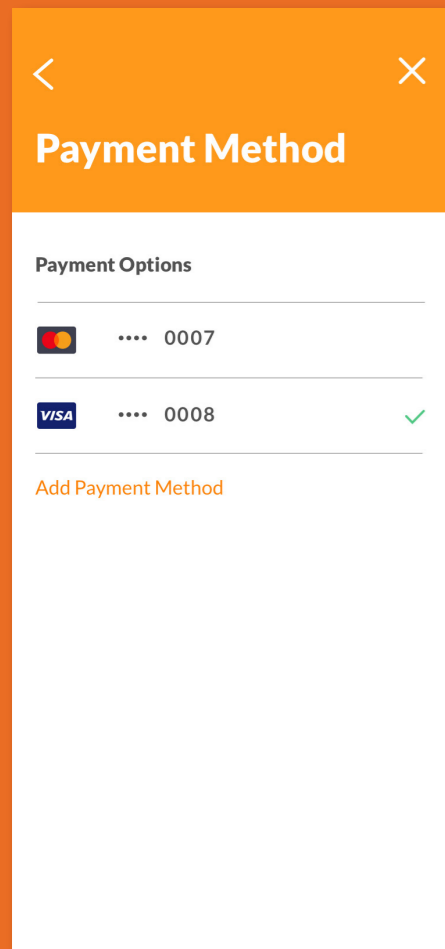 Payment Method
Payment Options
•••• 0007
VISA •••• 0008
Add Payment Method